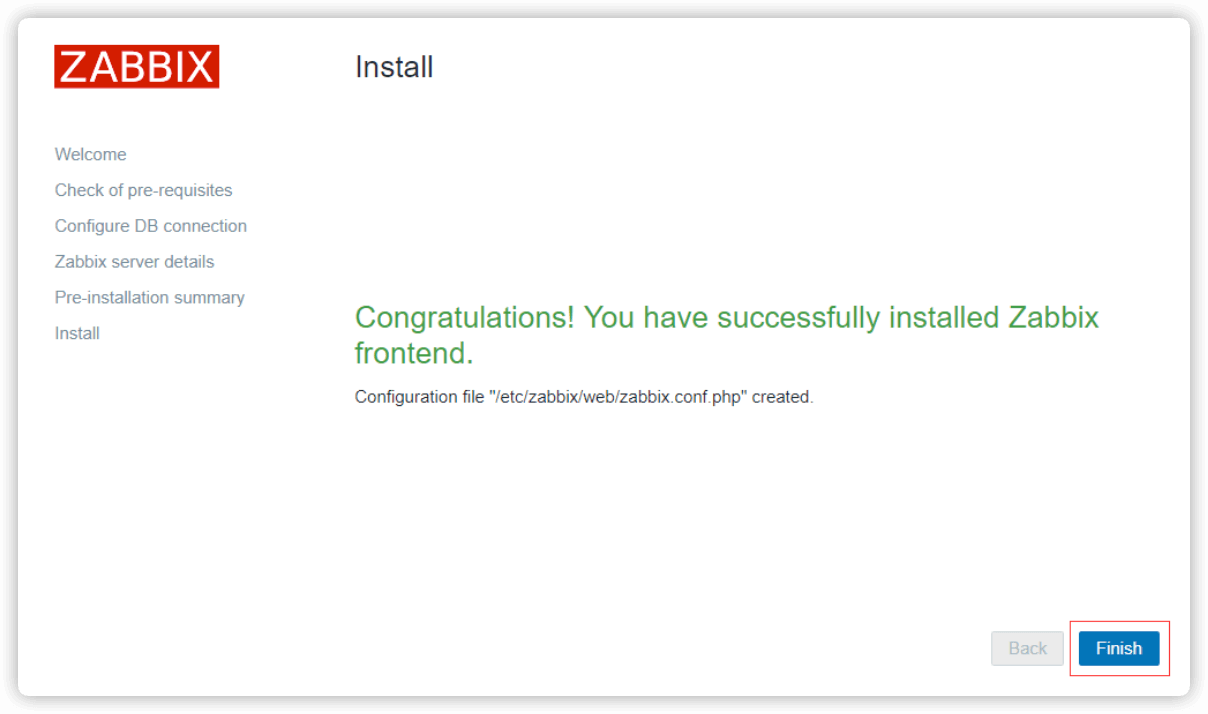 ZABBIX
Install
Welcome
Check of pre-requisites
Configure DB connection
Zabbix server details
Pre-installation summary
Install
Congratulations! You have successfully installed Zabbix
frontend.
Configuration file "/etc/zabbix/web/zabbix.conf.php" created.
Back
Finish